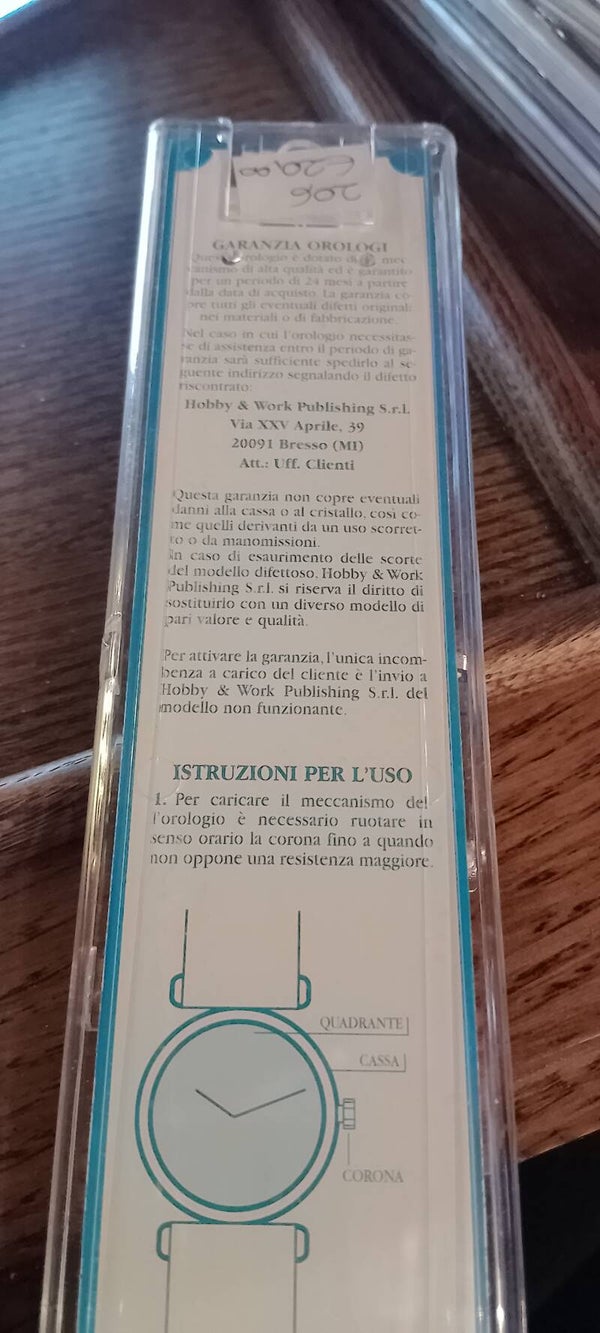 €20,00
206
GARANZIA OROLOGI
Questo orologio è dotato di mec-
canismo di alta qualità ed è garantito
per un periodo di 24 mesi a partire
dalla data di acquisto. La garanzia co-
pre tutti gli eventuali difetti originali
nei materiali o di fabbricazione.
Nel caso in cui l'orologio necessitas-
se di assistenza entro il periodo di ga-
ranzia sarà sufficiente spedirlo al se-
guente indirizzo segnalando il difetto
riscontrato:
Hobby & Work Publishing S.r.l.
Via XXV Aprile, 39
20091 Bresso (MI)
Att.: Uff. Clienti
Questa garanzia non copre eventuali
danni alla cassa o al cristallo, così co-
me quelli derivanti da un uso scorret-
to o da manomissioni.
In caso di esaurimento delle scorte
del modello difettoso, Hobby & Work
Publishing S.r.l. si riserva il diritto di
sostituirlo con un diverso modello di
pari valore e qualità.
Per attivare la garanzia, l'unica incom-
benza a carico del cliente è l'invio a
Hobby & Work Publishing S.r.l. del
modello non funzionante.
ISTRUZIONI PER L'USO
1. Per caricare il meccanismo del
l'orologio è necessario ruotare in
senso orario la corona fino a quando
non oppone una resistenza maggiore.
QUADRANTE
CASSA
CORONA